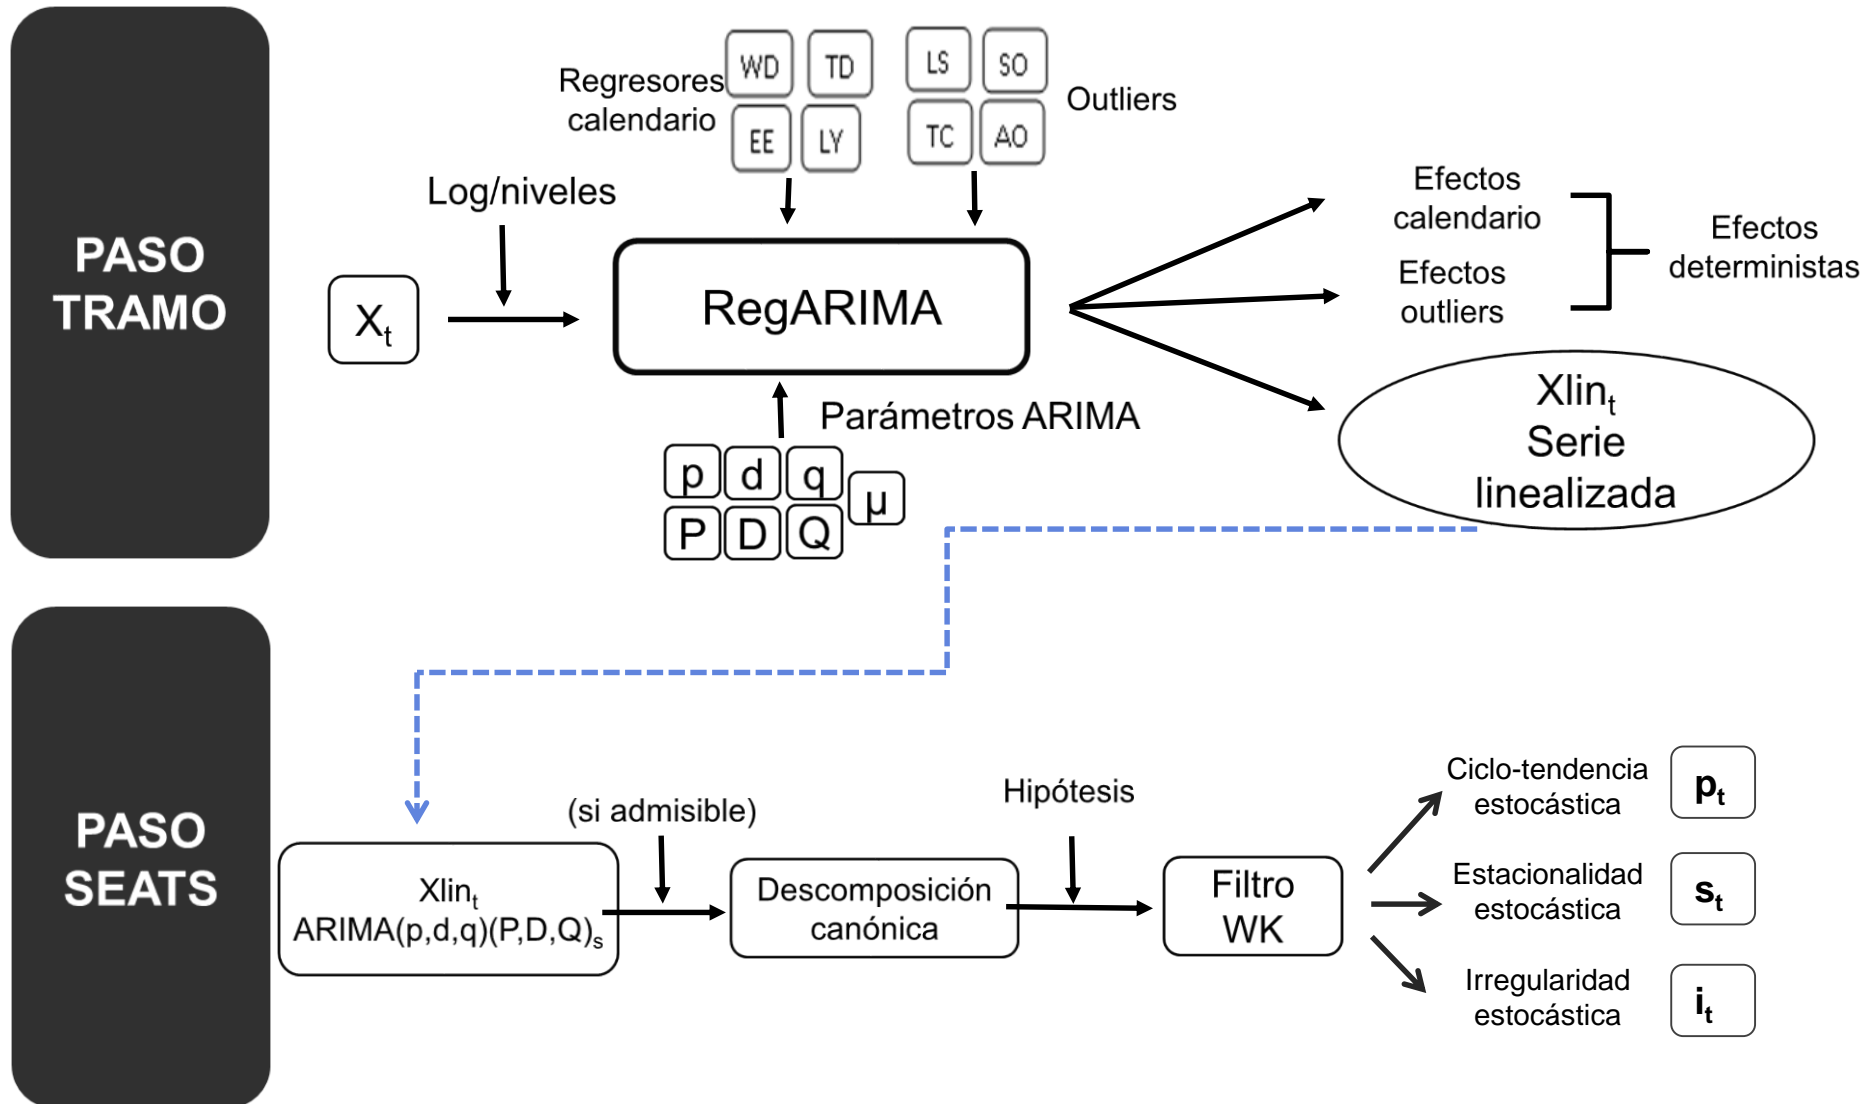 PASO
TRAMO
Regresores
calendario
WD
TD
EE
LY
LS
SO
TC
AO
Outliers
Log/niveles
Xt
RegARIMA
Efectos
calendario
Efectos
outliers
Efectos
deterministas
Parámetros ARIMA
p
d
q
µ
P
D
Q
Xlint
Serie
linealizada
PASO
SEATS
Xlint
ARIMA(p,d,q)(P,D,Q)s
(si admisible)
Descomposición
canónica
Hipótesis
Filtro
WK
Ciclo-tendencia
estocástica
pt
Estacionalidad
estocástica
st
Irregularidad
estocástica
it